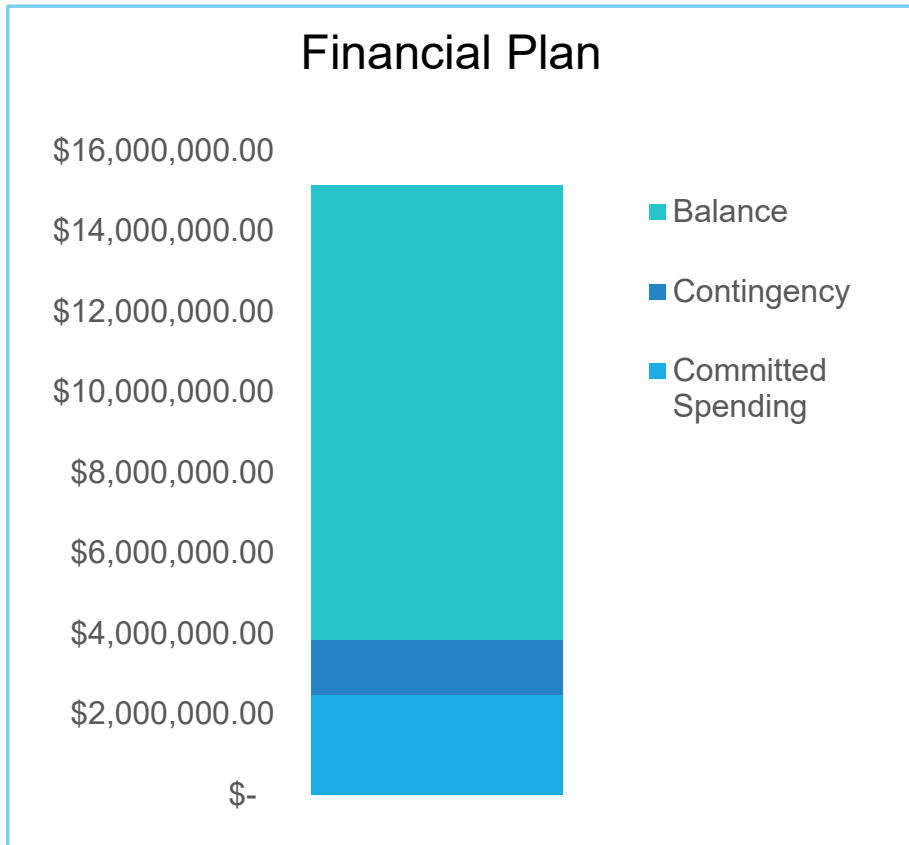 Financial Plan
$16,000,000.00
$14,000,000.00
$12,000,000.00
$10,000,000.00
$8,000,000.00
$6,000,000.00
$4,000,000.00
$2,000,000.00
$-
Balance
Contingency
Committed
Spending